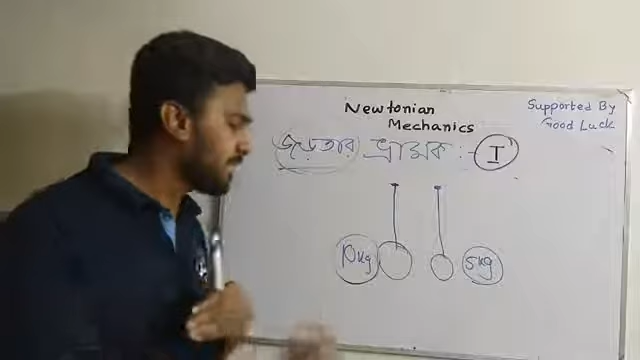 Newtonian
Mechanics
Supported By
Good Luck
জড়তার ভ্রামক :- I
10kg
5kg